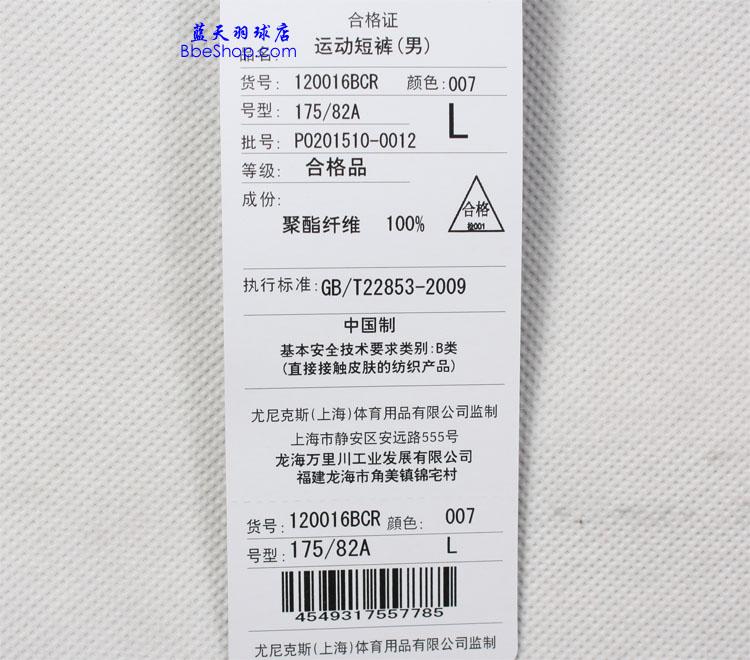 合格证
蓝天羽球店
BbeShop.com
品名: 运动短裤(男)
货号: 120016BCR 颜色: 007
号型: 175/82A L
批号: PO201510-0012
等级: 合格品
成份:
聚酯纤维 100%
合格
检001
执行标准: GB/T22853-2009
中国制
基本安全技术要求类别:B类
(直接接触皮肤的纺织产品)
尤尼克斯(上海)体育用品有限公司监制
上海市静安区安远路555号
龙海万里川工业发展有限公司
福建龙海市角美镇锦宅村
货号: 120016BCR 颜色: 007
号型: 175/82A L
4549317557785
尤尼克斯(上海)体育用品有限公司监制